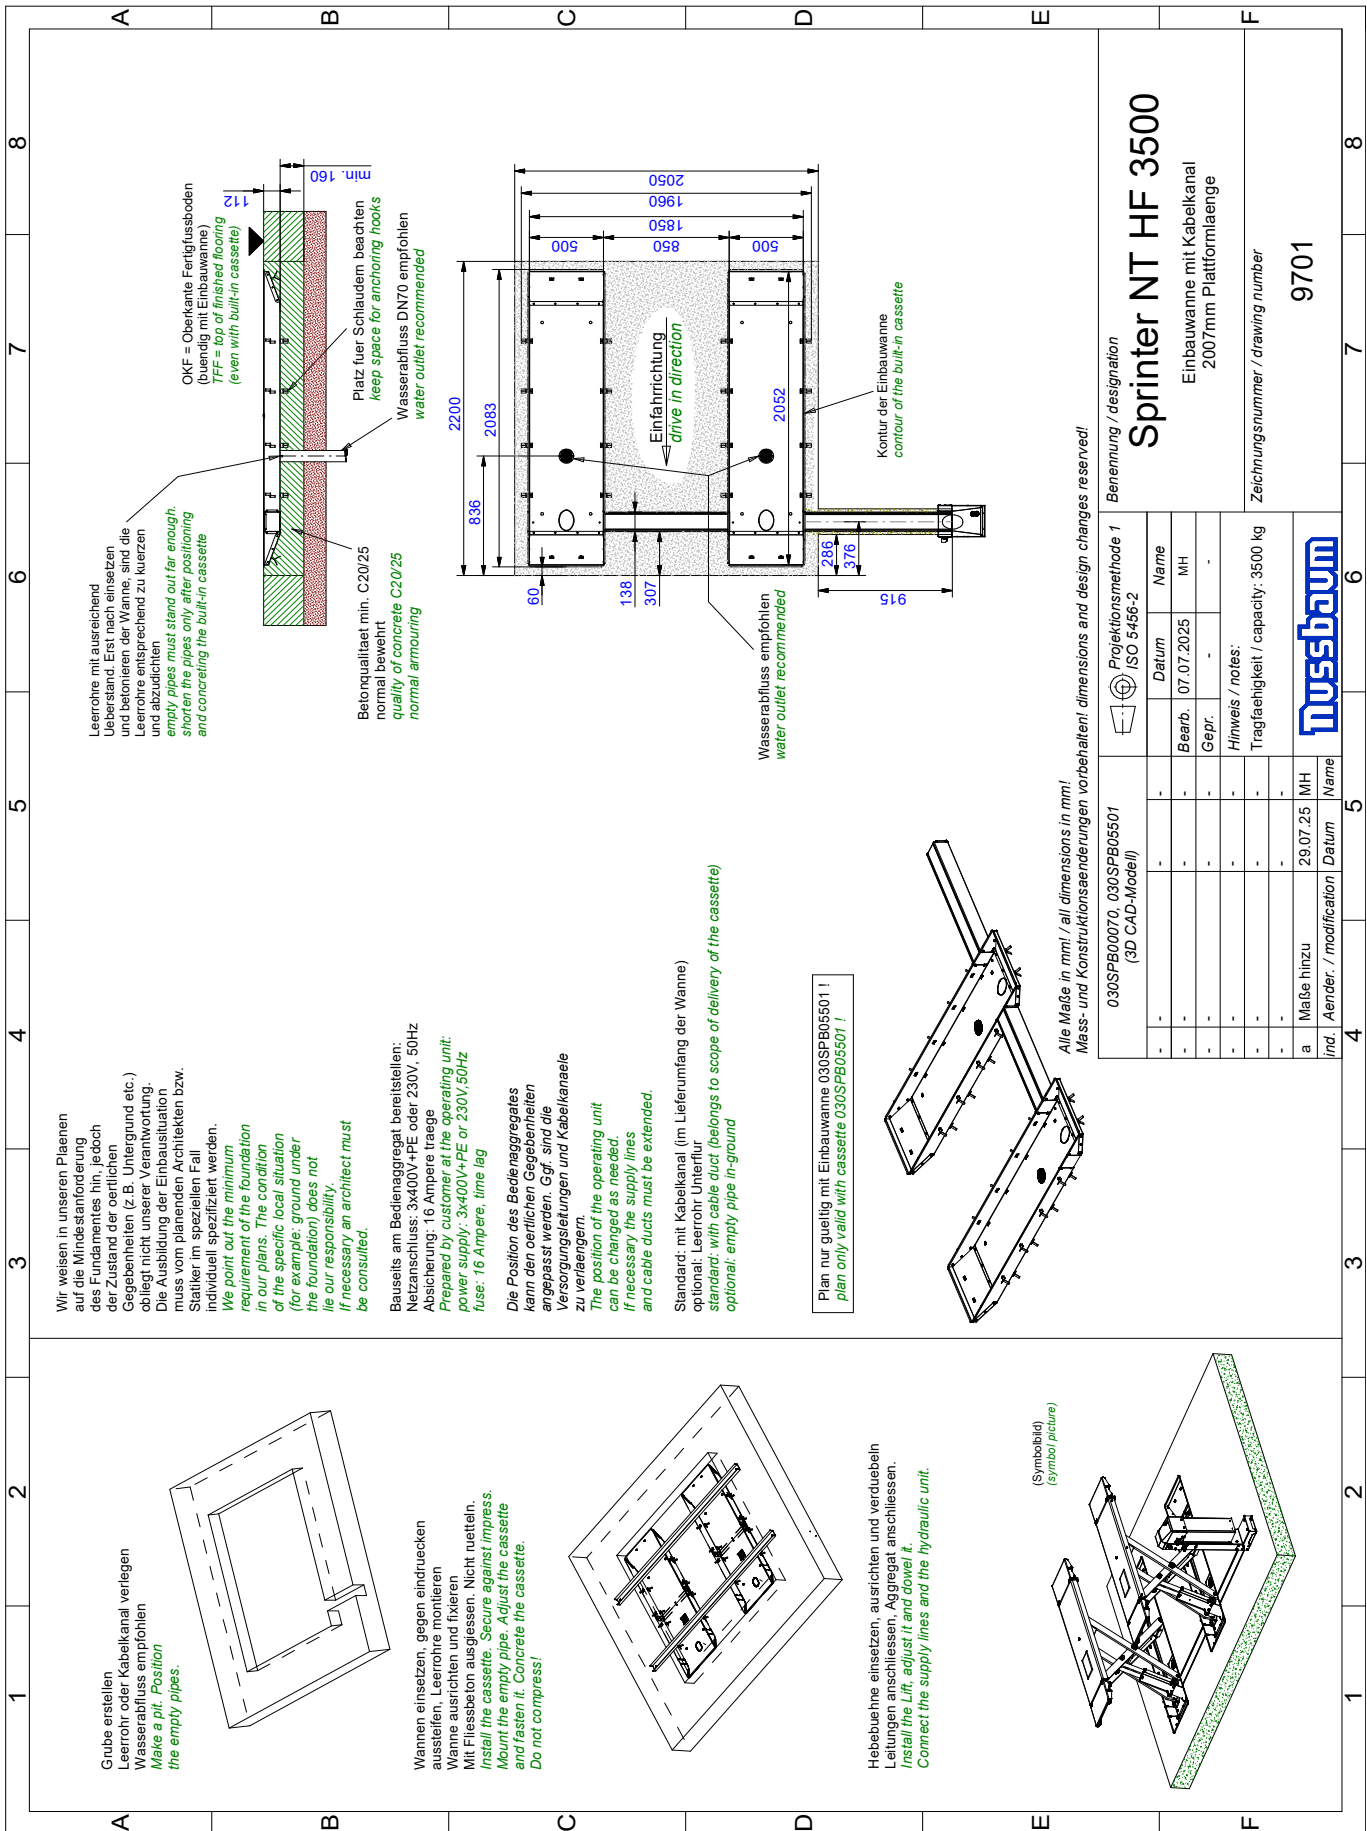 1
2
3
4
5
6
7
8
A
B
C
D
E
F
Grube erstellen
Leerrohr oder Kabelkanal verlegen
Wasserabfluss empfohlen
Make a pit. Position
the empty pipes.
Wannen einsetzen, gegen eindruecken
aussteifen, Leerrohre montieren
Wanne ausrichten und fixieren
Mit Fliessbeton ausgiessen. Nicht ruetteln.
Install the cassette. Secure against impress.
Mount the empty pipe. Adjust the cassette
and fasten it. Concrete the cassette.
Do not compress!
Hebebuehne einsetzen, ausrichten und verduebeln
Leitungen anschliessen, Aggregat anschliessen.
Install the Lift, adjust it and dowel it.
Connect the supply lines and the hydraulic unit.
(Symbolbild)
(symbol picture)
Wir weisen in unseren Plaenen
auf die Mindestanforderung
des Fundamentes hin, jedoch
der Zustand der oertlichen
Gegebenheiten (z.B. Untergrund etc.)
obliegt nicht unserer Verantwortung.
Die Ausbildung der Einbausituation
muss vom planenden Architekten bzw.
Statiker im speziellen Fall
individuell spezifiziert werden.
We point out the minimum
requirement of the foundation
in our plans. The condition
of the specific local situation
(for example: ground under
the foundation) does not
lie our responsibility.
If necessary an architect must
be consulted.
Bauseits am Bedienaggregat bereitstellen:
Netzanschluss: 3x400V+PE oder 230V, 50Hz
Absicherung: 16 Ampere traege
Prepared by customer at the operating unit:
power supply: 3x400V+PE or 230V,50Hz
fuse: 16 Ampere, time lag
Die Position des Bedienaggregates
kann den oertlichen Gegebenheiten
angepasst werden. Ggf. sind die
Versorgungsleitungen und Kabelkanaele
zu verlaengern.
The position of the operating unit
can be changed as needed.
If necessary the supply lines
and cable ducts must be extended.
Standard: mit Kabelkanal (im Lieferumfang der Wanne)
optional: Leerrohr Unterflur
standard: with cable duct (belongs to scope of delivery of the cassette)
optional: empty pipe in-ground
Plan nur gueltig mit Einbauwanne 030SPB05501 !
plan only valid with cassette 030SPB05501 !
Leerrohre mit ausreichend
Ueberstand. Erst nach einsetzen
und betonieren der Wanne, sind die
Leerrohre entsprechend zu kuerzen
und abzudichten
empty pipes must stand out far enough.
shorten the pipes only after positioning
and concreting the built-in cassette
OKF = Oberkante Fertigfussboden
(buendig mit Einbauwanne)
TFF = top of finished flooring
(even with built-in cassette)
112
min. 160
Betonqualitaet min. C20/25
normal bewehrt
quality of concrete C20/25
normal armouring
Platz fuer Schlaudern beachten
keep space for anchoring hooks
Wasserabfluss DN70 empfohlen
water outlet recommended
2200
2083
836
60
500
850
500
1850
1960
2050
Einfahrrichtung
drive in direction
138
307
2052
286
376
915
Wasserabfluss empfohlen
water outlet recommended
Kontur der Einbauwanne
contour of the built-in cassette
Alle Maße in mm! / all dimensions in mm!
Mass- und Konstruktionsaenderungen vorbehalten! dimensions and design changes reserved!
030SPB00070, 030SPB05501
(3D CAD-Modell)
- - -
- - -
- - -
- - -
- - -
- - -
a Maße hinzu 29.07.25 MH
ind. Aender. / modification Datum Name
Projektionsmethode 1
ISO 5456-2
Datum Name
Bearb. 07.07.2025 MH
Gepr. - -
Hinweis / notes:
Tragfaehigkeit / capacity: 3500 kg
nussbaum
Benennung / designation
Sprinter NT HF 3500
Einbauwanne mit Kabelkanal
2007mm Plattformlaenge
Zeichnungsnummer / drawing number
9701
1
2
3
4
5
6
7
8
A
B
C
D
E
F